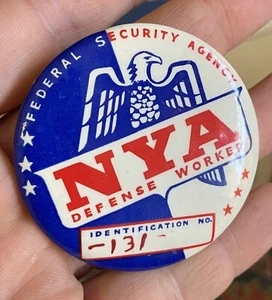 FEDERAL SECURITY AGENCY
NYA
DEFENSE WORKER
IDENTIFICATION NO.
-131-